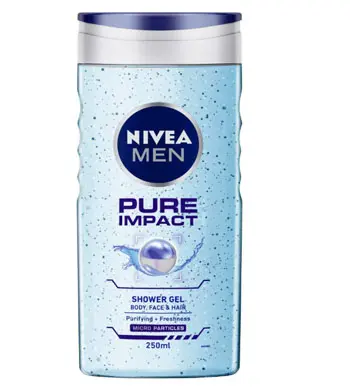 NIVEA
MEN
PURE
IMPACT
SHOWER GEL
BODY, FACE & HAIR
Purifying + Freshness
MICRO PARTICLES
250ml